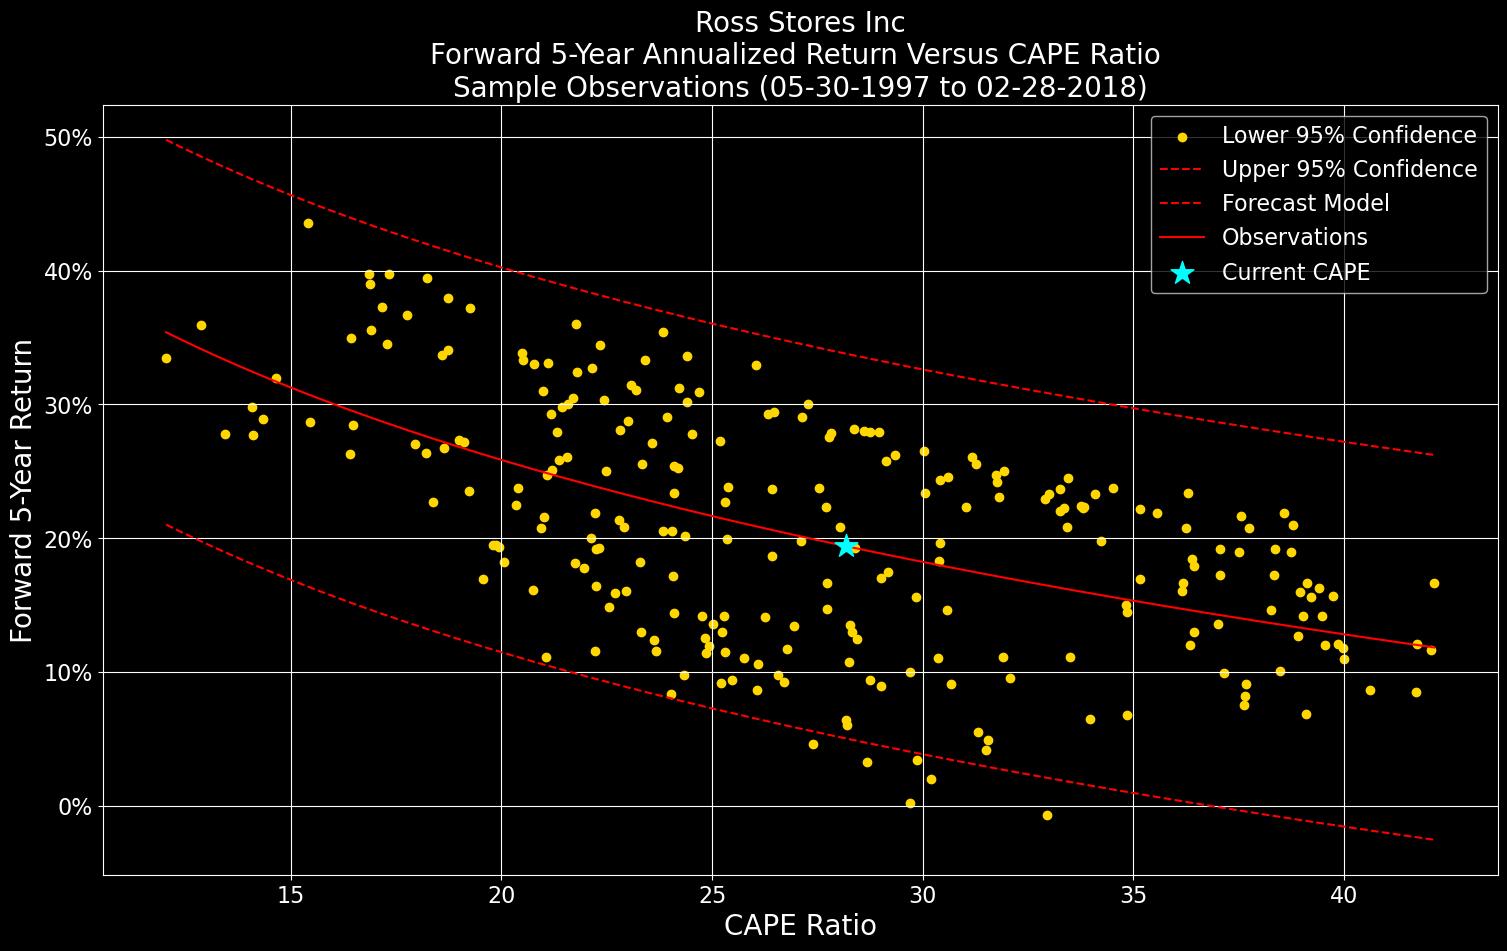 Ross Stores Inc
Forward 5-Year Annualized Return Versus CAPE Ratio
Sample Observations (05-30-1997 to 02-28-2018)
Lower 95% Confidence
Upper 95% Confidence
Forecast Model
Observations
Current CAPE
Forward 5-Year Return
50%
40%
30%
20%
10%
0%
15 20 25 30 35 40
CAPE Ratio